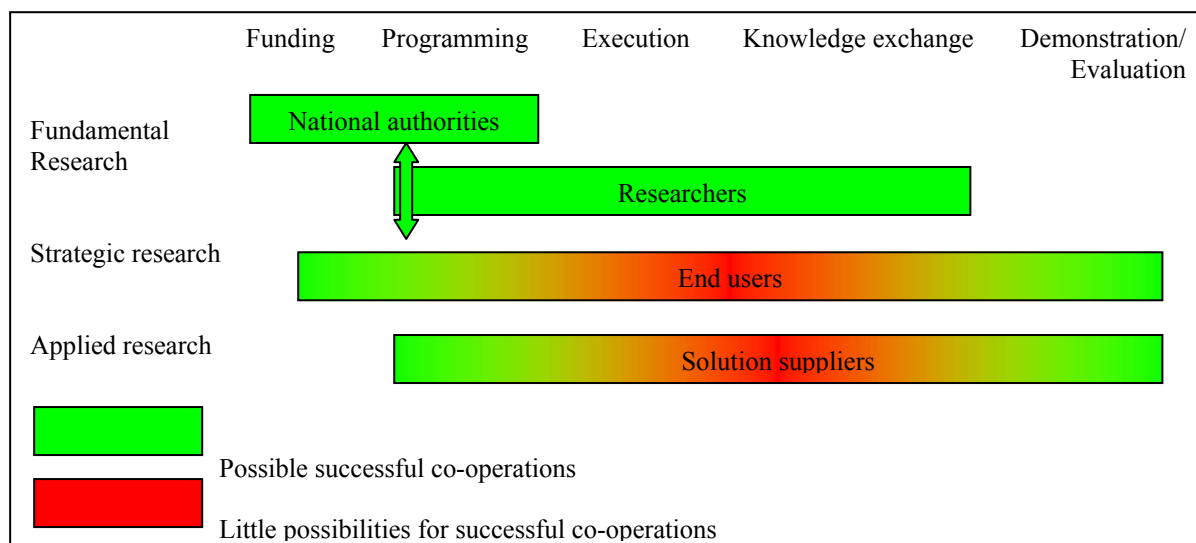 Funding Programming Execution Knowledge exchange Demonstration/
Evaluation
National authorities
Fundamental
Research
Researchers
Strategic research
End users
Applied research
Solution suppliers
Possible successful co-operations
Little possibilities for successful co-operations